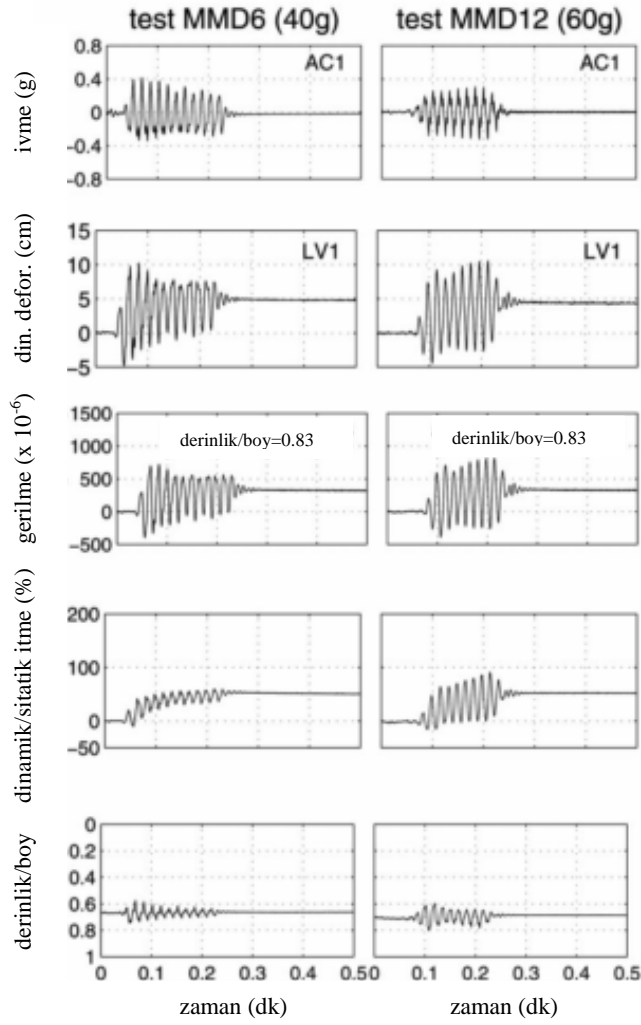 test MMD6 (40g) test MMD12 (60g)
ivme (g)
0.8
0.4
0
−0.4
−0.8
AC1
AC1
din. defor. (cm)
15
10
5
0
−5
LV1
LV1
gerilme (x 10-6)
1500
1000
500
0
−500
derinlik/boy=0.83
derinlik/boy=0.83
dinamik/sitatik itme (%)
200
100
0
−50
derinlik/boy
0
0.2
0.4
0.6
0.8
1
0 0.1 0.2 0.3 0.4 0.5 0.1 0.2 0.3 0.4 0.5
zaman (dk) zaman (dk)